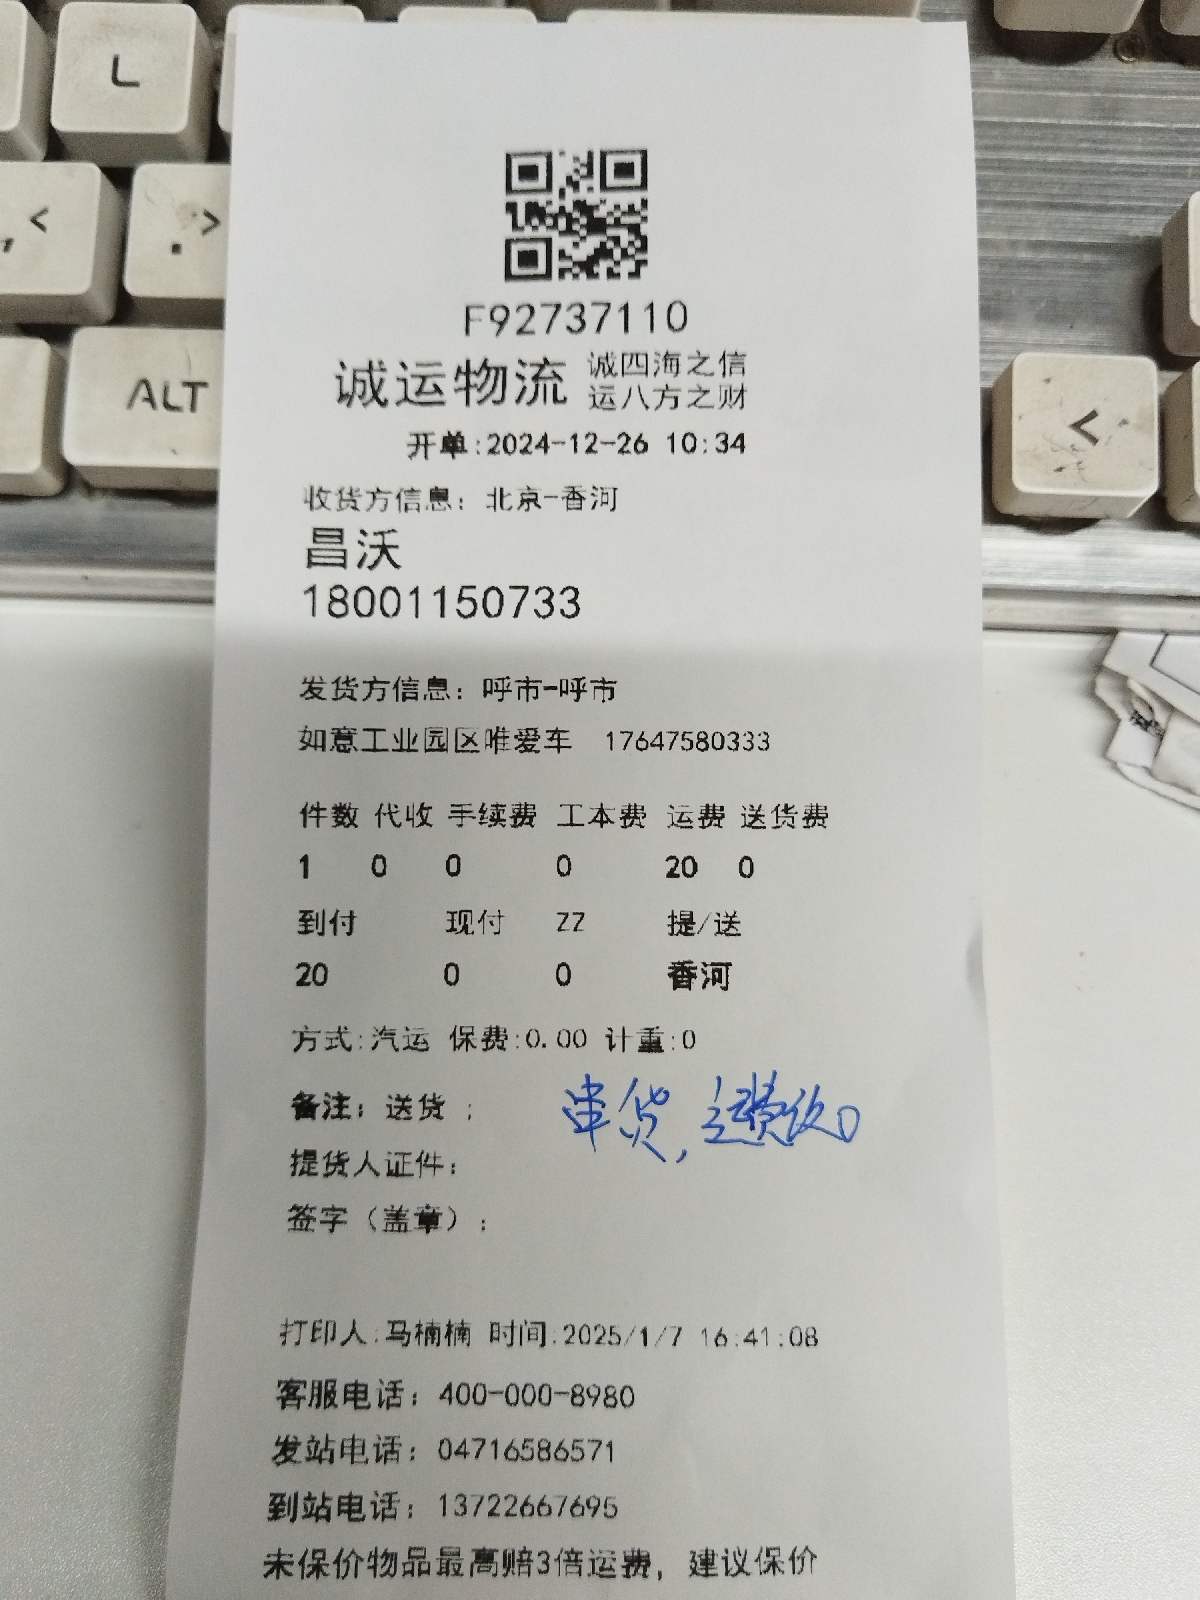 L
, <
. >
ALT
<
F92737110
诚运物流 诚四海之信
运八方之财
开单:2024-12-26 10:34
收货方信息: 北京-香河
昌沃
18001150733
发货方信息: 呼市-呼市
如意工业园区唯爱车 17647580333
件数 代收 手续费 工本费 运费 送货费
1 0 0 0 20 0
到付 现付 ZZ 提/送
20 0 0 香河
方式:汽运 保费:0.00 计重:0
备注: 送货 ;
串货, 运费
提货人证件:
签字（盖章）:
打印人:马楠楠 时间:2025/1/7 16:41:08
客服电话: 400-000-8980
发站电话: 04716586571
到站电话: 13722667695
未保价物品最高赔3倍运费, 建议保价